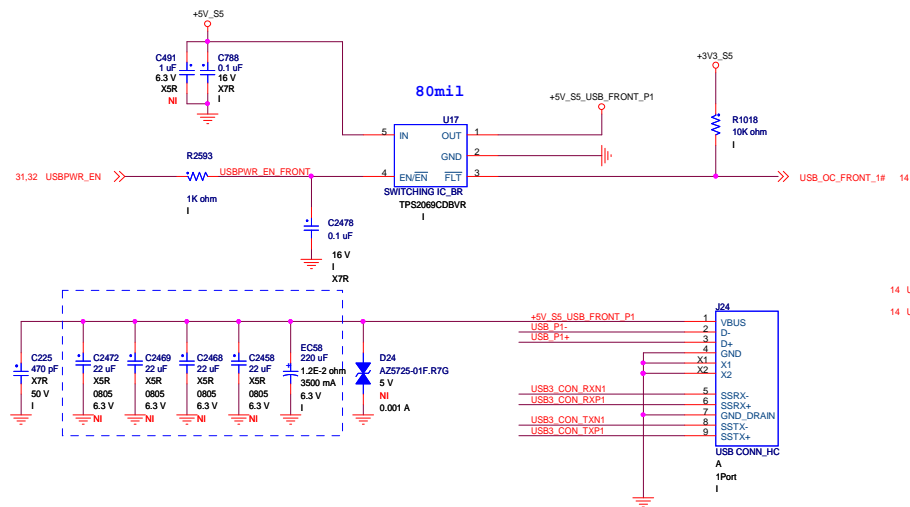 +5V_S5
C491
1 uF
6.3 V
X5R
NI
C788
0.1 uF
16 V
X7R
I
80mil
+5V_S5_USB_FRONT_P1
+3V3_S5
U17
5 IN OUT 1
GND 2
4 EN/EN FLT 3
SWITCHING IC_BR
TPS2069CDBVR
I
R1018
10K ohm
I
31,32 USBPWR_EN
R2593
1K ohm
I
USBPWR_EN_FRONT
USB_OC_FRONT_1# 14
C2478
0.1 uF
16 V
I
X7R
14 U
14 U
C225
470 pF
X7R
50 V
I
C2472
22 uF
X5R
0805
6.3 V
NI
C2469
22 uF
X5R
0805
6.3 V
NI
C2468
22 uF
X5R
0805
6.3 V
NI
C2458
22 uF
X5R
0805
6.3 V
NI
EC58
220 uF
1.2E-2 ohm
3500 mA
6.3 V
I
D24
AZ5725-01F.R7G
5 V
NI
0.001 A
J24
+5V_S5_USB_FRONT_P1 1 VBUS
USB_P1- 2 D-
USB_P1+ 3 D+
4 GND
X1 X1
X2 X2
USB3_CON_RXN1 5 SSRX-
USB3_CON_RXP1 6 SSRX+
7 GND_DRAIN
USB3_CON_TXN1 8 SSTX-
USB3_CON_TXP1 9 SSTX+
USB CONN_HC
A
1Port
I